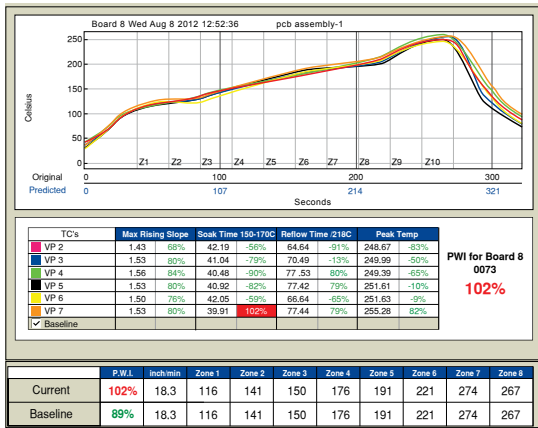 Board 8 Wed Aug 8 2012 12:52:36 pcb assembly-1
Celsius
250
200
150
100
50
0
Z1 Z2 Z3 Z4 Z5 Z6 Z7 Z8 Z9 Z10
Original 0 100 200 300
Predicted 0 107 214 321
Seconds
TC's Max Rising Slope Soak Time 150-170C Reflow Time /218C Peak Temp
VP 2 1.43 68% 42.19 -56% 64.64 -91% 248.67 -83%
VP 3 1.53 80% 41.04 -79% 70.49 -13% 249.99 -50%
VP 4 1.56 84% 40.48 -90% 77 .53 80% 249.39 -65%
VP 5 1.53 80% 40.92 -82% 77.42 79% 251.61 -10%
VP 6 1.50 76% 42.05 -59% 66.64 -65% 251.63 -9%
VP 7 1.53 80% 39.91 102% 77.44 79% 255.28 82%
Baseline
PWI for Board 8
0073
102%
P.W.I. inch/min Zone 1 Zone 2 Zone 3 Zone 4 Zone 5 Zone 6 Zone 7 Zone 8
Current 102% 18.3 116 141 150 176 191 221 274 267
Baseline 89% 18.3 116 141 150 176 191 221 274 267